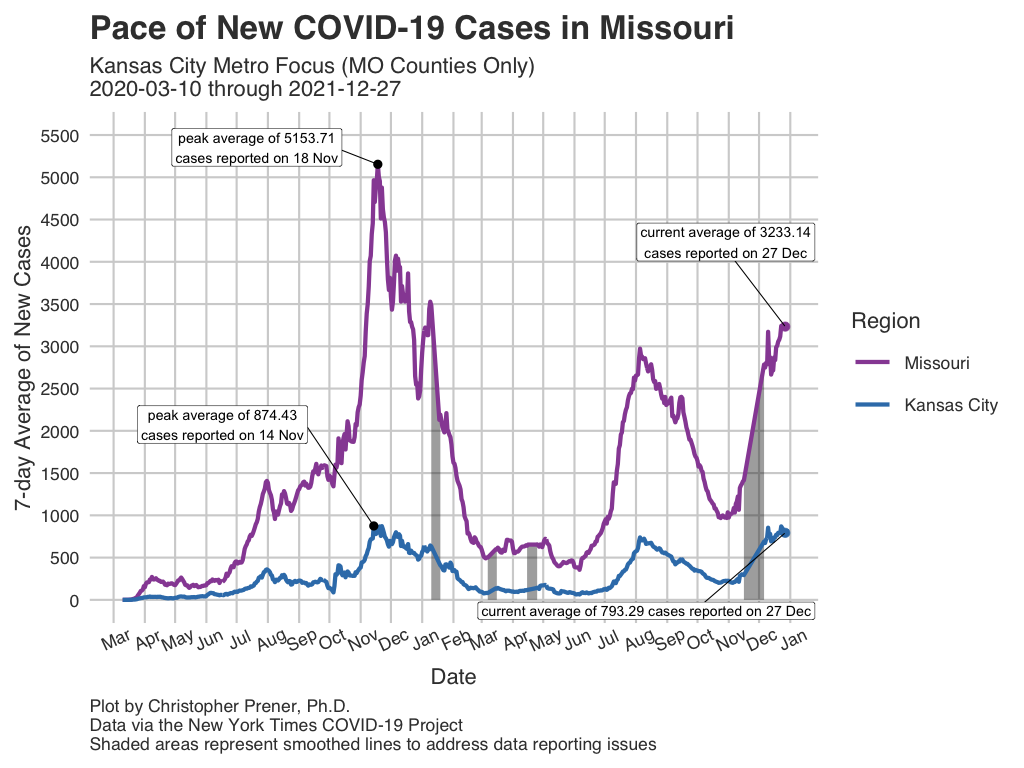 Pace of New COVID-19 Cases in Missouri
Kansas City Metro Focus (MO Counties Only)
2020-03-10 through 2021-12-27
7-day Average of New Cases
5500
5000
4500
4000
3500
3000
2500
2000
1500
1000
500
0
peak average of 5153.71
cases reported on 18 Nov
current average of 3233.14
cases reported on 27 Dec
peak average of 874.43
cases reported on 14 Nov
current average of 793.29 cases reported on 27 Dec
Region
Missouri
Kansas City
Mar Apr May Jun Jul Aug Sep Oct Nov Dec Jan Feb Mar Apr May Jun Jul Aug Sep Oct Nov Dec Jan
Date
Plot by Christopher Prener, Ph.D.
Data via the New York Times COVID-19 Project
Shaded areas represent smoothed lines to address data reporting issues